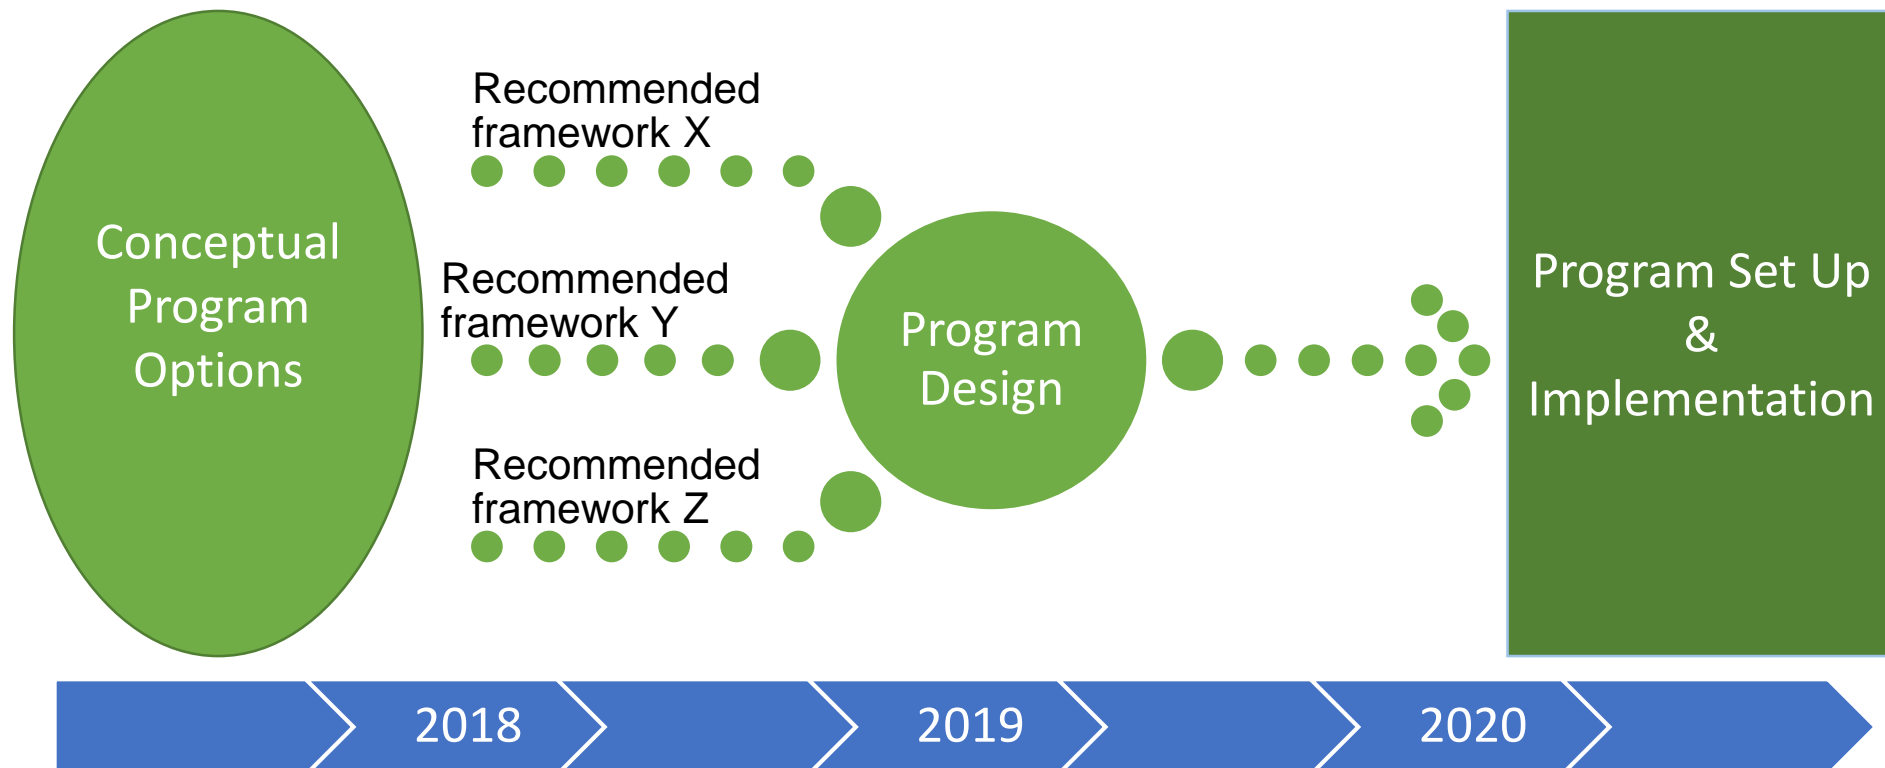 Conceptual
Program
Options
Recommended
framework X
Recommended
framework Y
Recommended
framework Z
Program
Design
Program Set Up
&
Implementation
2018
2019
2020